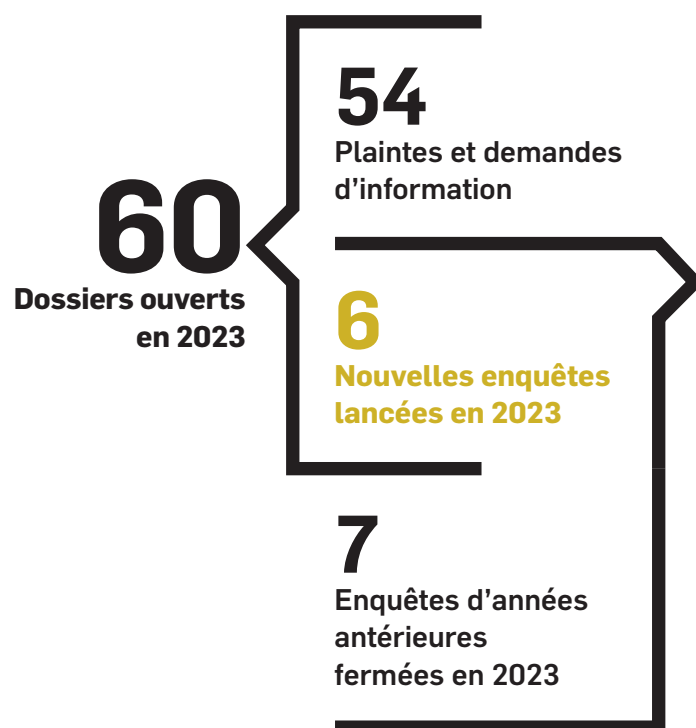 60
Dossiers ouverts
en 2023
54
Plaintes et demandes
d’information
6
Nouvelles enquêtes
lancées en 2023
7
Enquêtes d’années
antérieures
fermées en 2023